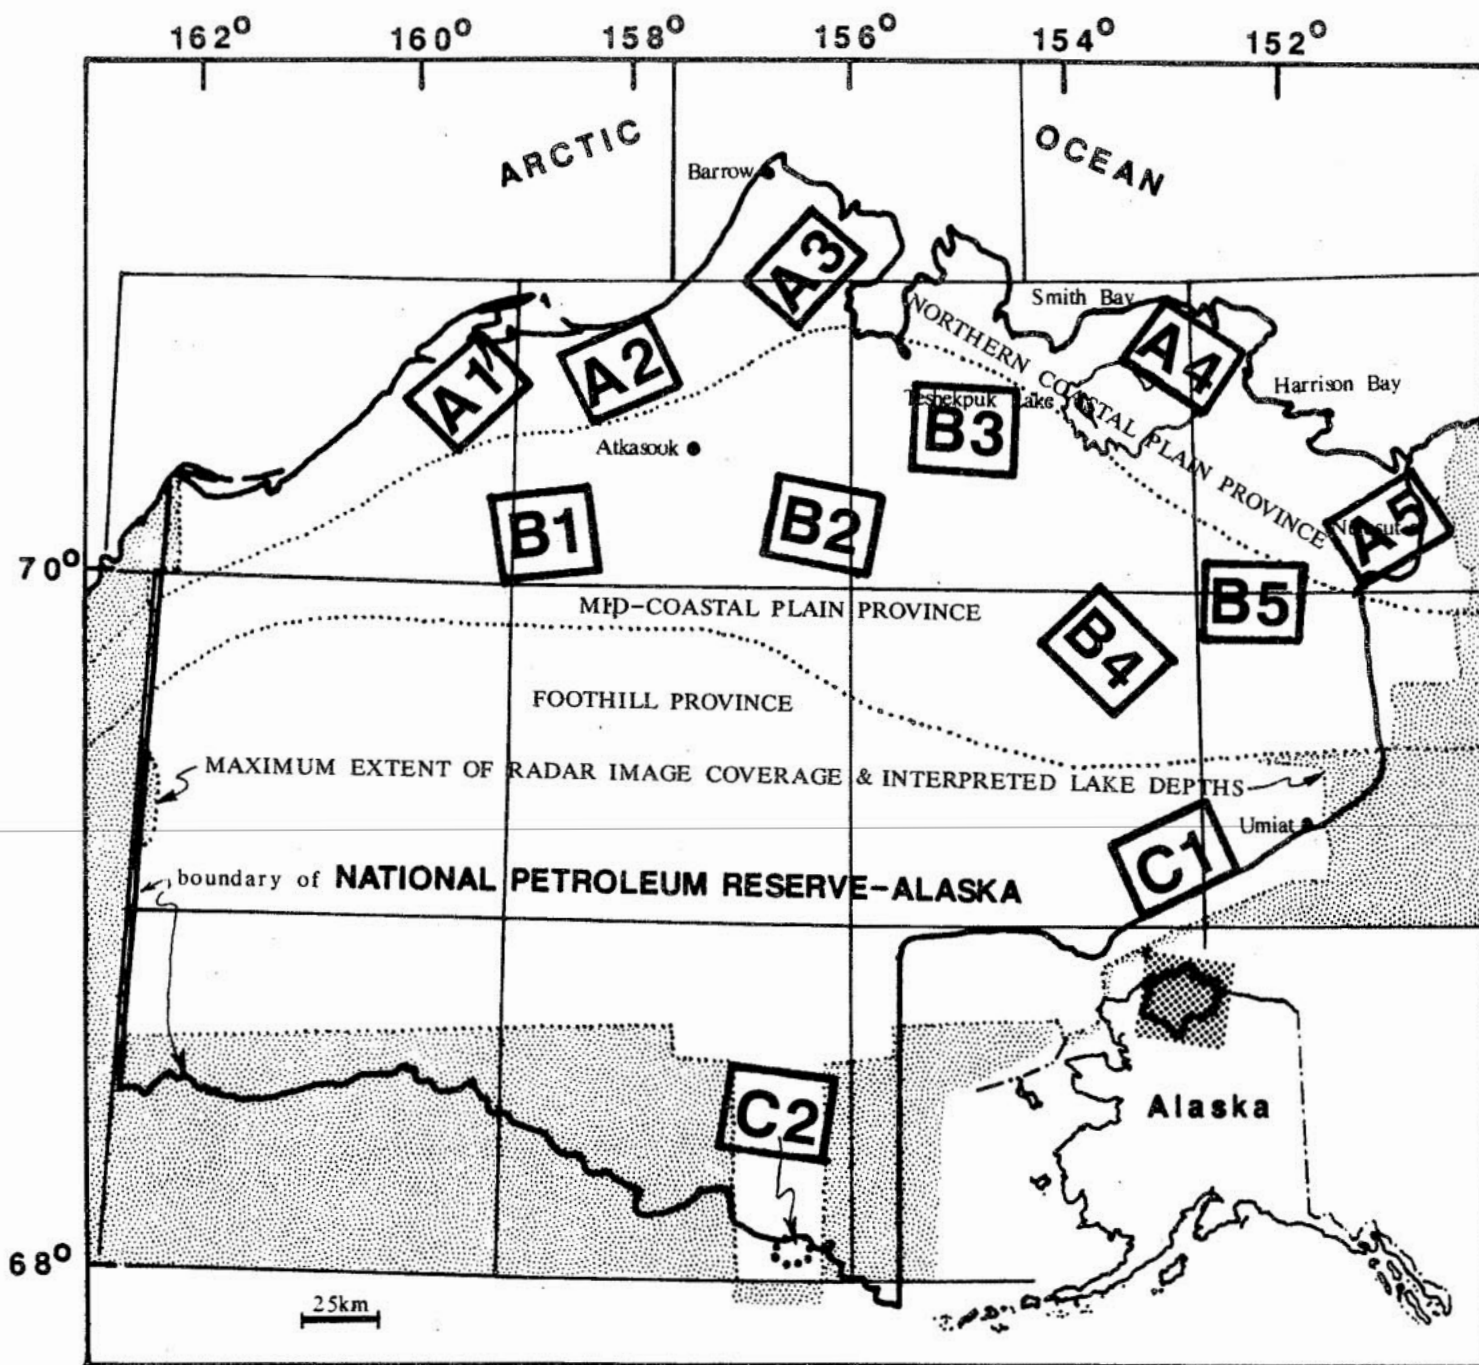 162° 160° 158° 156° 154° 152°
ARCTIC OCEAN
Barrow
A3
Smith Bay
NORTHERN COASTAL PLAIN PROVINCE
A1
A2
A4
Harrison Bay
Teshekpuk Lake
B3
Atkasook
B1
B2
A5
70°
MID-COASTAL PLAIN PROVINCE
B5
B4
FOOTHILL PROVINCE
MAXIMUM EXTENT OF RADAR IMAGE COVERAGE & INTERPRETED LAKE DEPTHS
Umiat
C1
boundary of NATIONAL PETROLEUM RESERVE-ALASKA
C2
Alaska
68°
25km